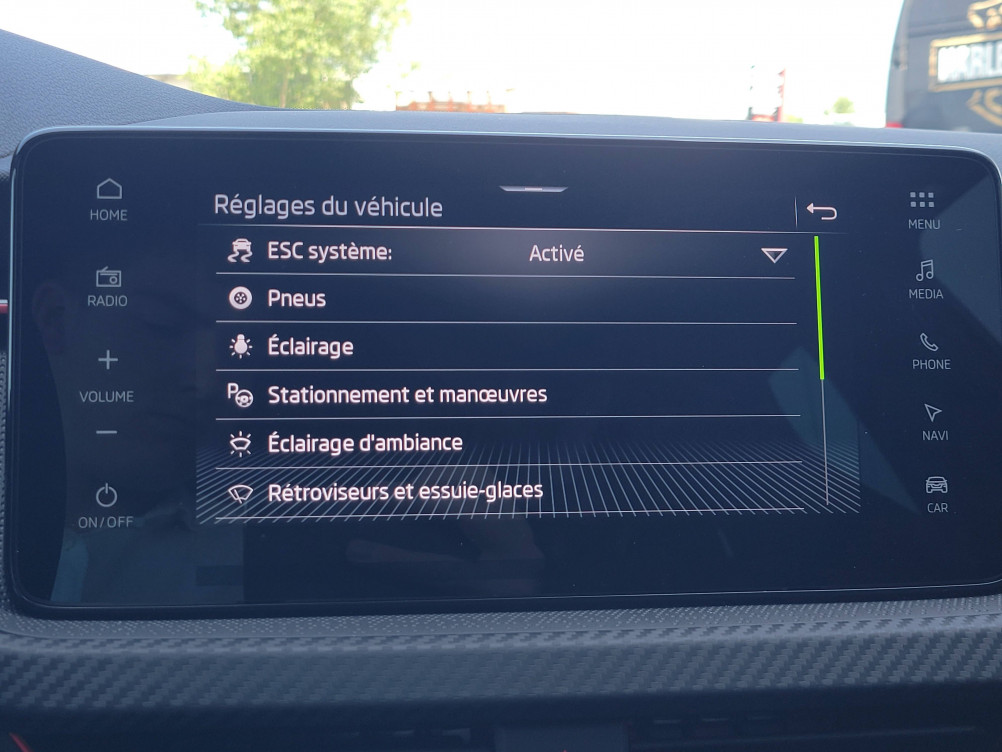 HOME
RADIO
VOLUME
ON/OFF
Réglages du véhicule
ESC système: Activé
Pneus
Éclairage
P Stationnement et manœuvres
Éclairage d'ambiance
Rétroviseurs et essuie-glaces
MENU
MEDIA
PHONE
NAVI
CAR